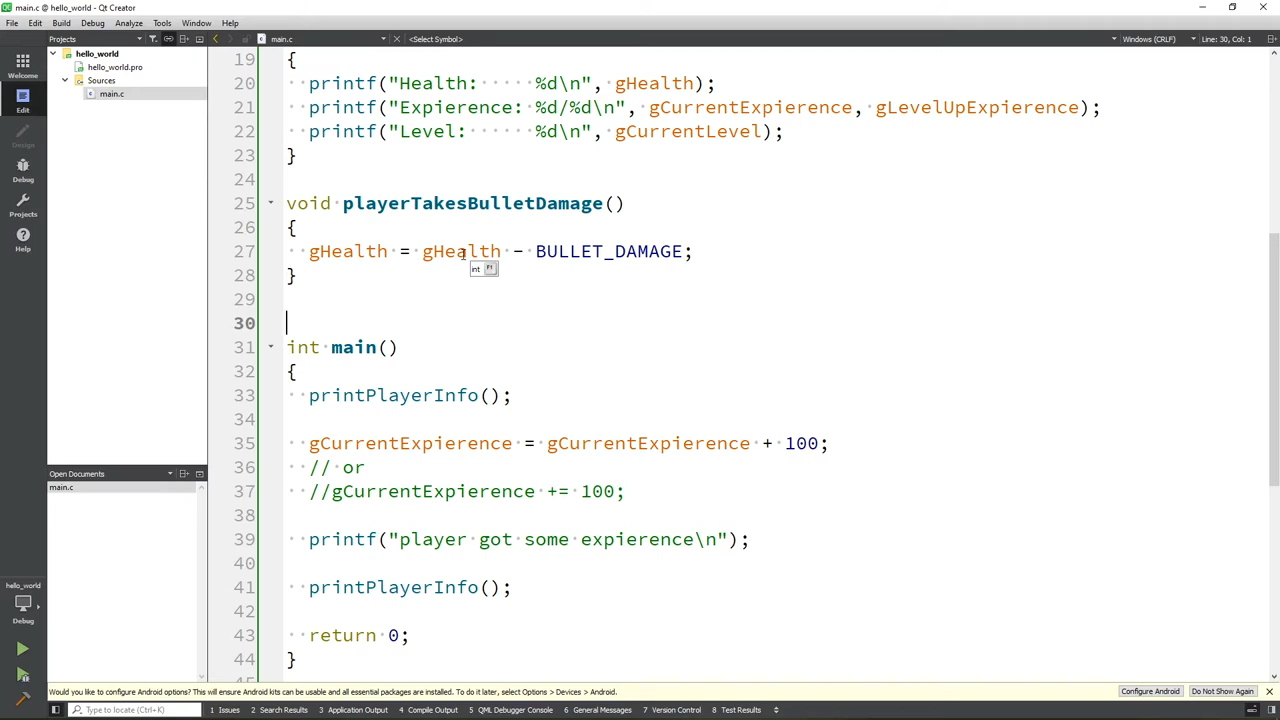 main.c @ hello_world - Qt Creator
File Edit Build Debug Analyze Tools Window Help
Projects main.c <Select Symbol> Windows (CRLF) Line: 30, Col: 1
hello_world
hello_world.pro
Sources
main.c
Welcome
Edit
Design
Debug
Projects
Help
19 {
20 printf("Health:      %d\n", gHealth);
21 printf("Expierence: %d/%d\n", gCurrentExpierence, gLevelUpExpierence);
22 printf("Level:       %d\n", gCurrentLevel);
23 }
24
25 void playerTakesBulletDamage()
26 {
27 gHealth = gHealth - BULLET_DAMAGE;
int F1
28 }
29
30
31 int main()
32 {
33 printPlayerInfo();
34
35 gCurrentExpierence = gCurrentExpierence + 100;
36 // or
37 //gCurrentExpierence += 100;
38
39 printf("player got some expierence\n");
40
41 printPlayerInfo();
42
43 return 0;
44 }
Open Documents
main.c
hello_world
Debug
Would you like to configure Android options? This will ensure Android kits can be usable and all essential packages are installed. To do it later, select Options > Devices > Android. Configure Android Do Not Show Again
Type to locate (Ctrl+K) 1 Issues 2 Search Results 3 Application Output 4 Compile Output 5 QML Debugger Console 6 General Messages 7 Version Control 8 Test Results